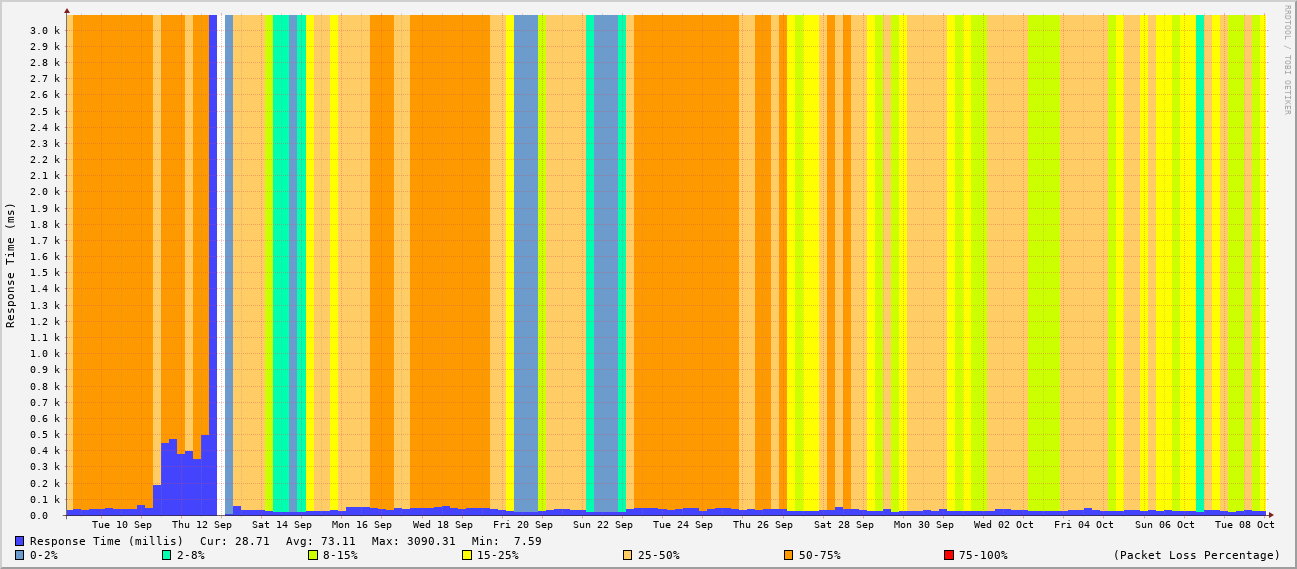 RRDTOOL / TOBI OETIKER
Response Time (ms)
3.0 k
2.9 k
2.8 k
2.7 k
2.6 k
2.5 k
2.4 k
2.3 k
2.2 k
2.1 k
2.0 k
1.9 k
1.8 k
1.7 k
1.6 k
1.5 k
1.4 k
1.3 k
1.2 k
1.1 k
1.0 k
0.9 k
0.8 k
0.7 k
0.6 k
0.5 k
0.4 k
0.3 k
0.2 k
0.1 k
0.0
Tue 10 Sep Thu 12 Sep Sat 14 Sep Mon 16 Sep Wed 18 Sep Fri 20 Sep Sun 22 Sep Tue 24 Sep Thu 26 Sep Sat 28 Sep Mon 30 Sep Wed 02 Oct Fri 04 Oct Sun 06 Oct Tue 08 Oct
Response Time (millis) Cur: 28.71 Avg: 73.11 Max: 3090.31 Min: 7.59
0-2% 2-8% 8-15% 15-25% 25-50% 50-75% 75-100% (Packet Loss Percentage)